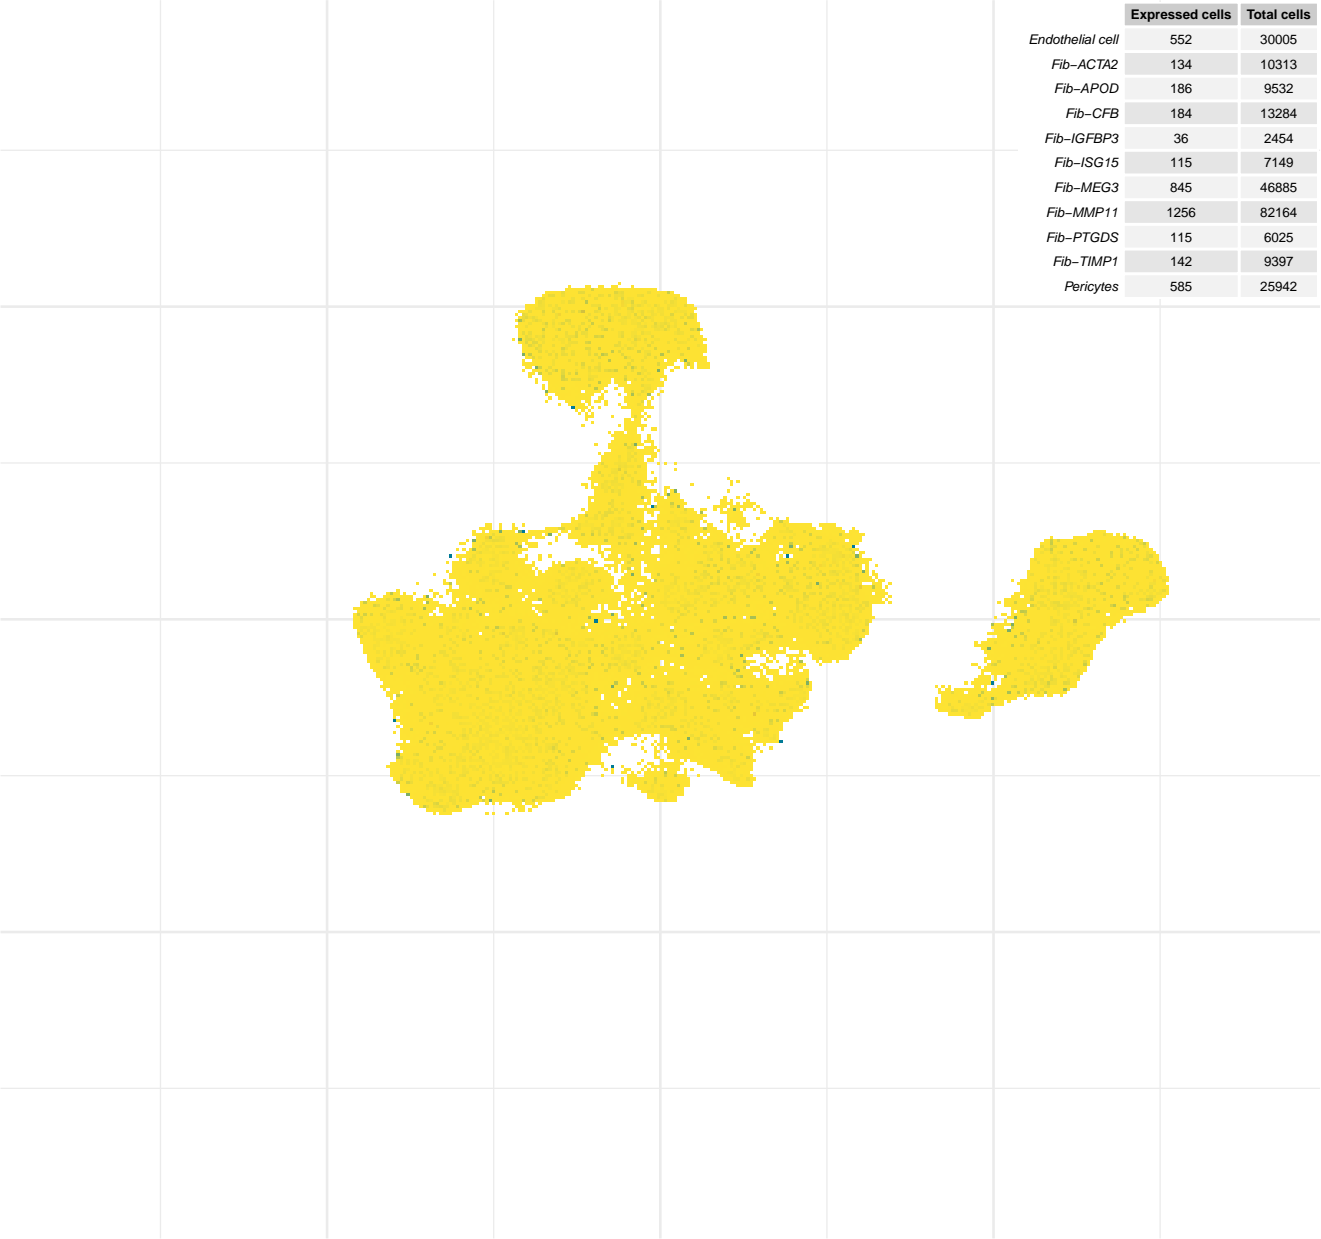 Expressed cells Total cells
Endothelial cell 552 30005
Fib−ACTA2 134 10313
Fib−APOD 186 9532
Fib−CFB 184 13284
Fib−IGFBP3 36 2454
Fib−ISG15 115 7149
Fib−MEG3 845 46885
Fib−MMP11 1256 82164
Fib−PTGDS 115 6025
Fib−TIMP1 142 9397
Pericytes 585 25942